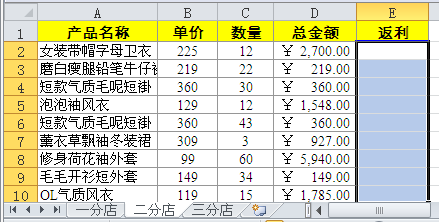 A B C D E
1 产品名称 单价 数量 总金额 返利
2 女装带帽字母卫衣 225 12 ￥ 2,700.00
3 磨白瘦腿铅笔牛仔裤 219 22 ￥ 219.00
4 短款气质毛呢短褂 360 30 ￥ 360.00
5 泡泡袖风衣 129 12 ￥ 1,548.00
6 短款气质毛呢短褂 360 43 ￥ 360.00
7 薰衣草飘袖冬装裙 309 3 ￥ 927.00
8 修身荷花袖外套 99 60 ￥ 5,940.00
9 毛毛开衫短外套 149 34 ￥ 149.00
10 OL气质风衣 119 15 ￥ 1,785.00
一分店 二分店 三分店